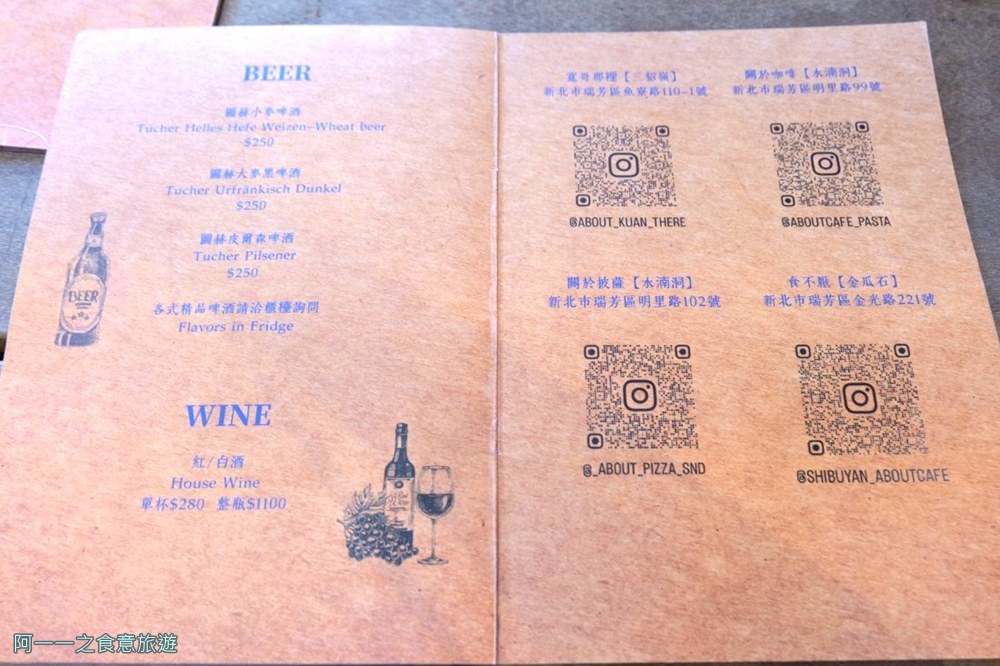 BEER
圖赫小麥啤酒
Tucher Helles Hefe Weizen-Wheat beer
$250
圖赫大麥黑啤酒
Tucher Urfränkisch Dunkel
$250
圖赫皮爾森啤酒
Tucher Pilsener
$250
各式精品啤酒請洽櫃檯詢問
Flavors in Fridge
BEER
WINE
紅/白酒
House Wine
單杯$280 整瓶$1100
寬哥那裡【三貂嶺】
新北市瑞芳區魚寮路110-1號
@ABOUT_KUAN_THERE
關於咖啡【水湳洞】
新北市瑞芳區明里路99號
@ABOUTCAFE_PASTA
關於披薩【水湳洞】
新北市瑞芳區明里路102號
@_ABOUT_PIZZA_SND
食不厭【金瓜石】
新北市瑞芳區金光路221號
@SHIBUYAN_ABOUTCAFE
阿一一之食意旅遊